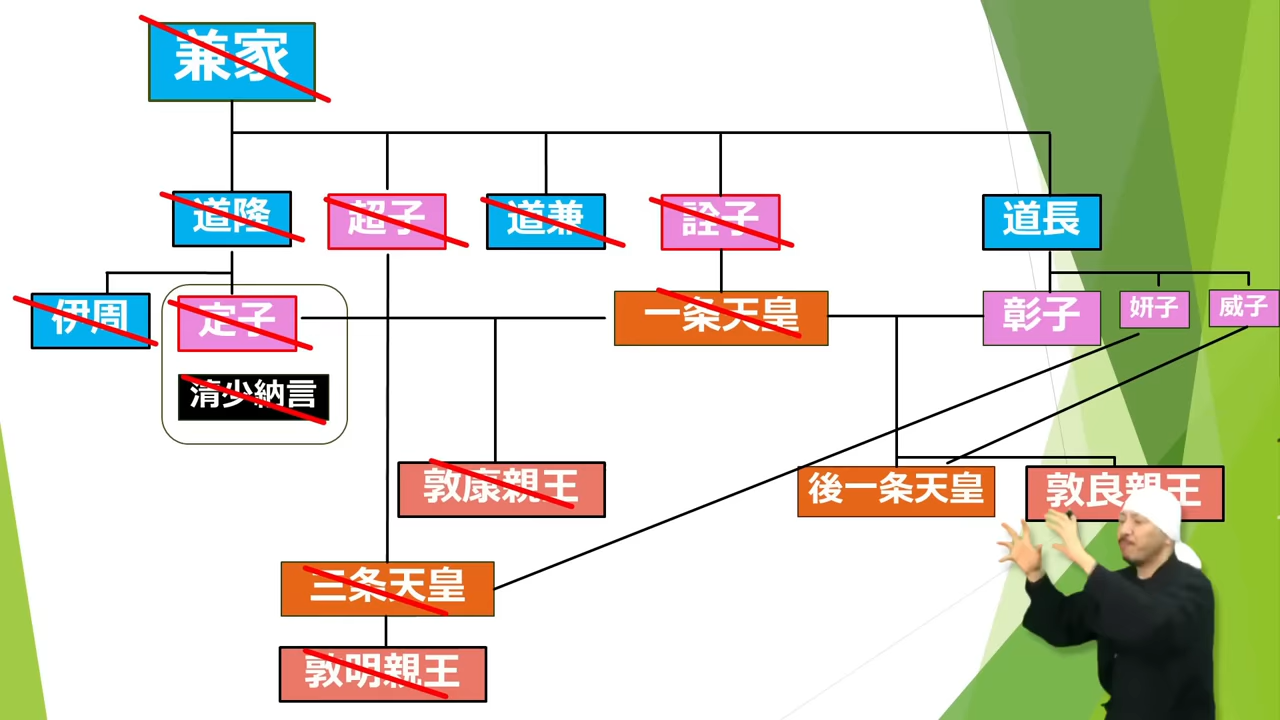 兼家
道隆
超子
道兼
詮子
道長
伊周
定子
一条天皇
彰子
妍子
威子
清少納言
敦康親王
後一条天皇
敦良親王
三条天皇
敦明親王